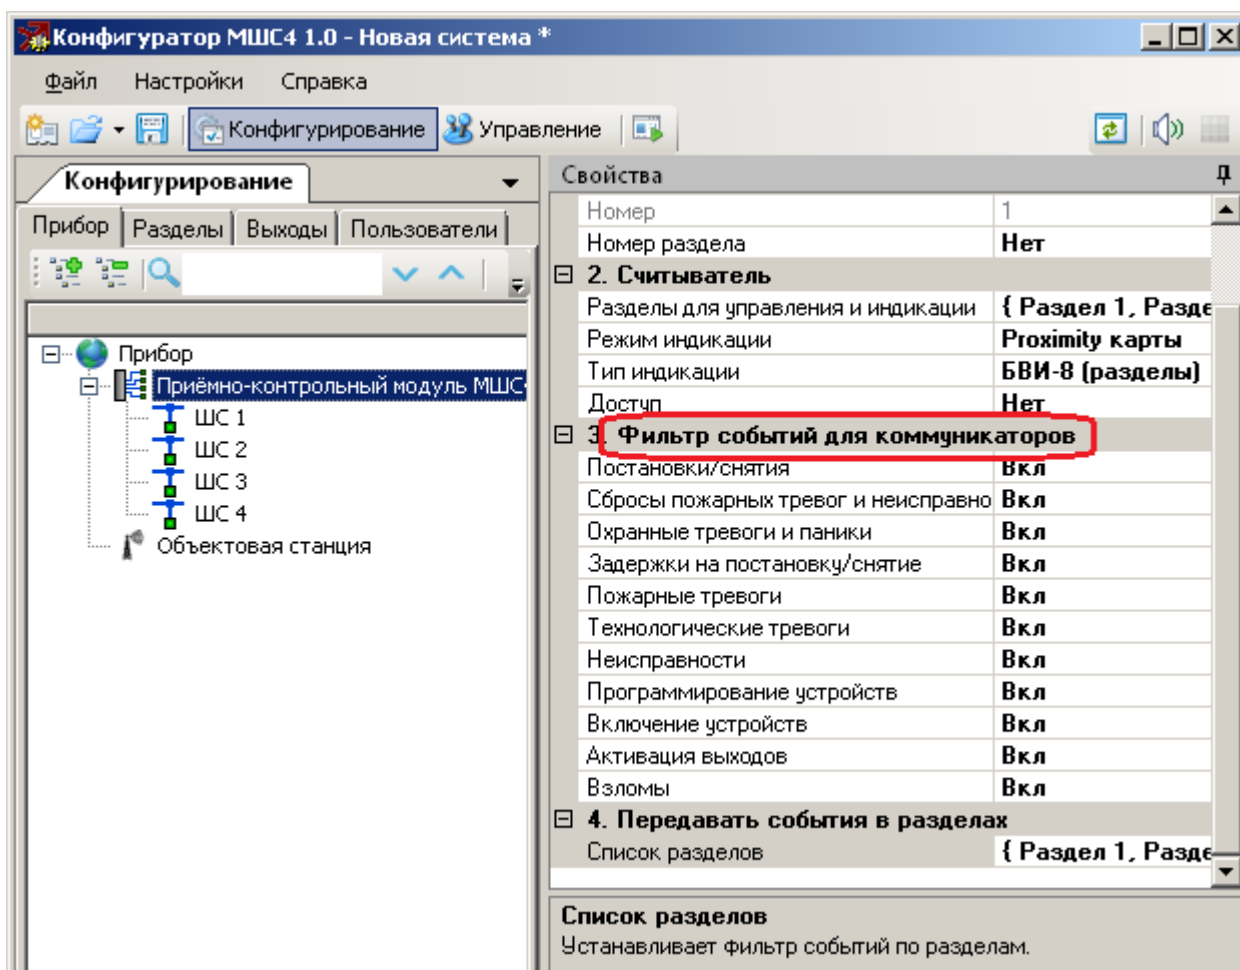 Конфигуратор МШС4 1.0 - Новая система *
Файл Настройки Справка
Конфигурирование Управление
Конфигурирование
Прибор Разделы Выходы Пользователи
Прибор
Приёмно-контрольный модуль МШС
ШС 1
ШС 2
ШС 3
ШС 4
Объектовая станция
Свойства
Номер 1
Номер раздела Нет
2. Считыватель
Разделы для управления и индикации { Раздел 1, Разде
Режим индикации Proximity карты
Тип индикации БВИ-8 (разделы)
Доступ Нет
3. Фильтр событий для коммуникаторов
Постановки/снятия Вкл
Сбросы пожарных тревог и неисправно Вкл
Охранные тревоги и паники Вкл
Задержки на постановку/снятие Вкл
Пожарные тревоги Вкл
Технологические тревоги Вкл
Неисправности Вкл
Программирование устройств Вкл
Включение устройств Вкл
Активация выходов Вкл
Взломы Вкл
4. Передавать события в разделах
Список разделов { Раздел 1, Разде
Список разделов
Устанавливает фильтр событий по разделам.